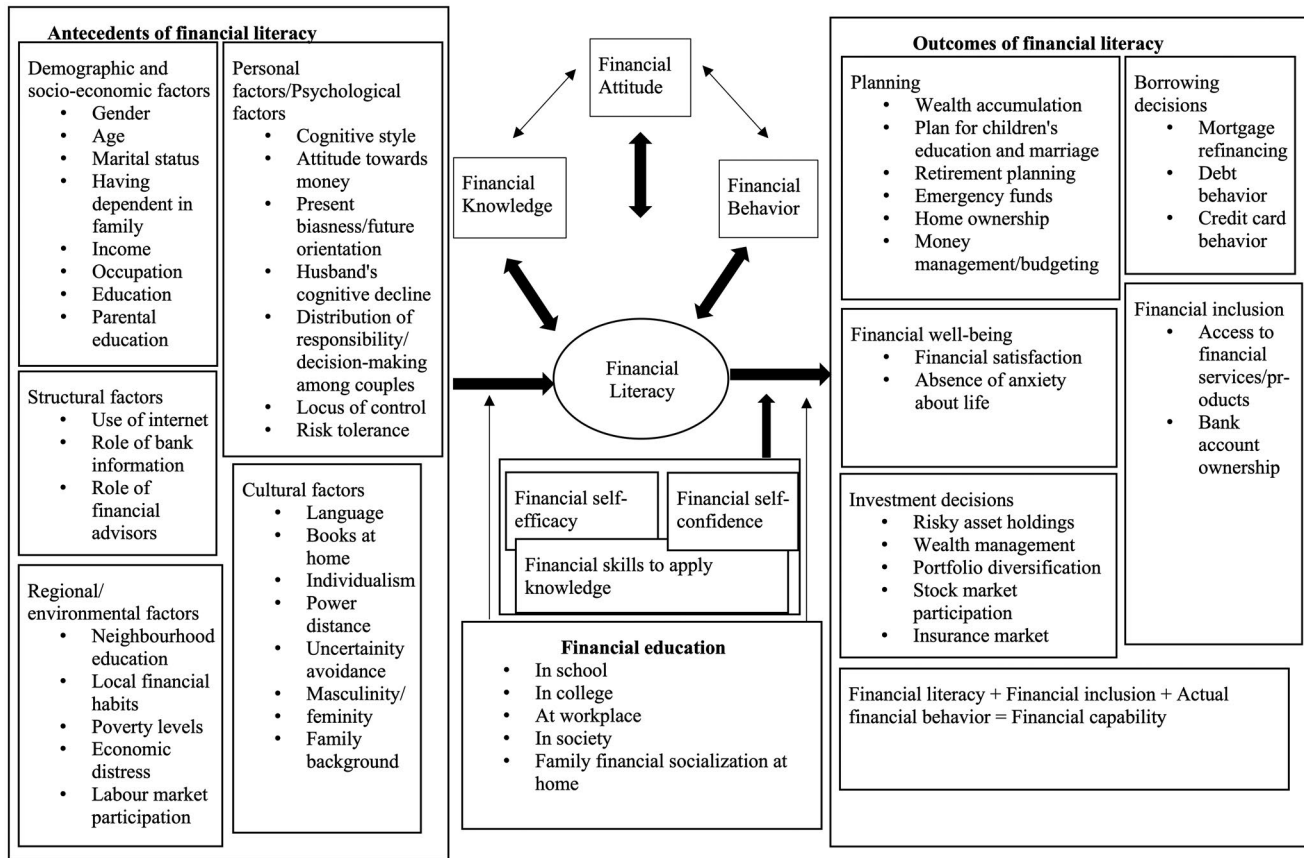 Antecedents of financial literacy
Demographic and
socio-economic factors
• Gender
• Age
• Marital status
• Having
dependent in
family
• Income
• Occupation
• Education
• Parental
education
Structural factors
• Use of internet
• Role of bank
information
• Role of
financial
advisors
Regional/
environmental factors
• Neighbourhood
education
• Local financial
habits
• Poverty levels
• Economic
distress
• Labour market
participation
Personal
factors/Psychological
factors
• Cognitive style
• Attitude towards
money
• Present
biasness/future
orientation
• Husband's
cognitive decline
• Distribution of
responsibility/
decision-making
among couples
• Locus of control
• Risk tolerance
Cultural factors
• Language
• Books at
home
• Individualism
• Power
distance
• Uncertainity
avoidance
• Masculinity/
• feminity
• Family
background
Financial
Attitude
Financial
Knowledge
Financial
Behavior
Financial
Literacy
Financial self-
efficacy
Financial self-
confidence
Financial skills to apply
knowledge
Financial education
• In school
• In college
• At workplace
• In society
• Family financial socialization at
home
Outcomes of financial literacy
Planning
• Wealth accumulation
• Plan for children's
education and marriage
• Retirement planning
• Emergency funds
• Home ownership
• Money
management/budgeting
Borrowing
decisions
• Mortgage
refinancing
• Debt
behavior
• Credit card
behavior
Financial well-being
• Financial satisfaction
• Absence of anxiety
about life
Financial inclusion
• Access to
financial
services/pr-
oducts
• Bank
account
ownership
Investment decisions
• Risky asset holdings
• Wealth management
• Portfolio diversification
• Stock market
participation
• Insurance market
Financial literacy + Financial inclusion + Actual
financial behavior = Financial capability